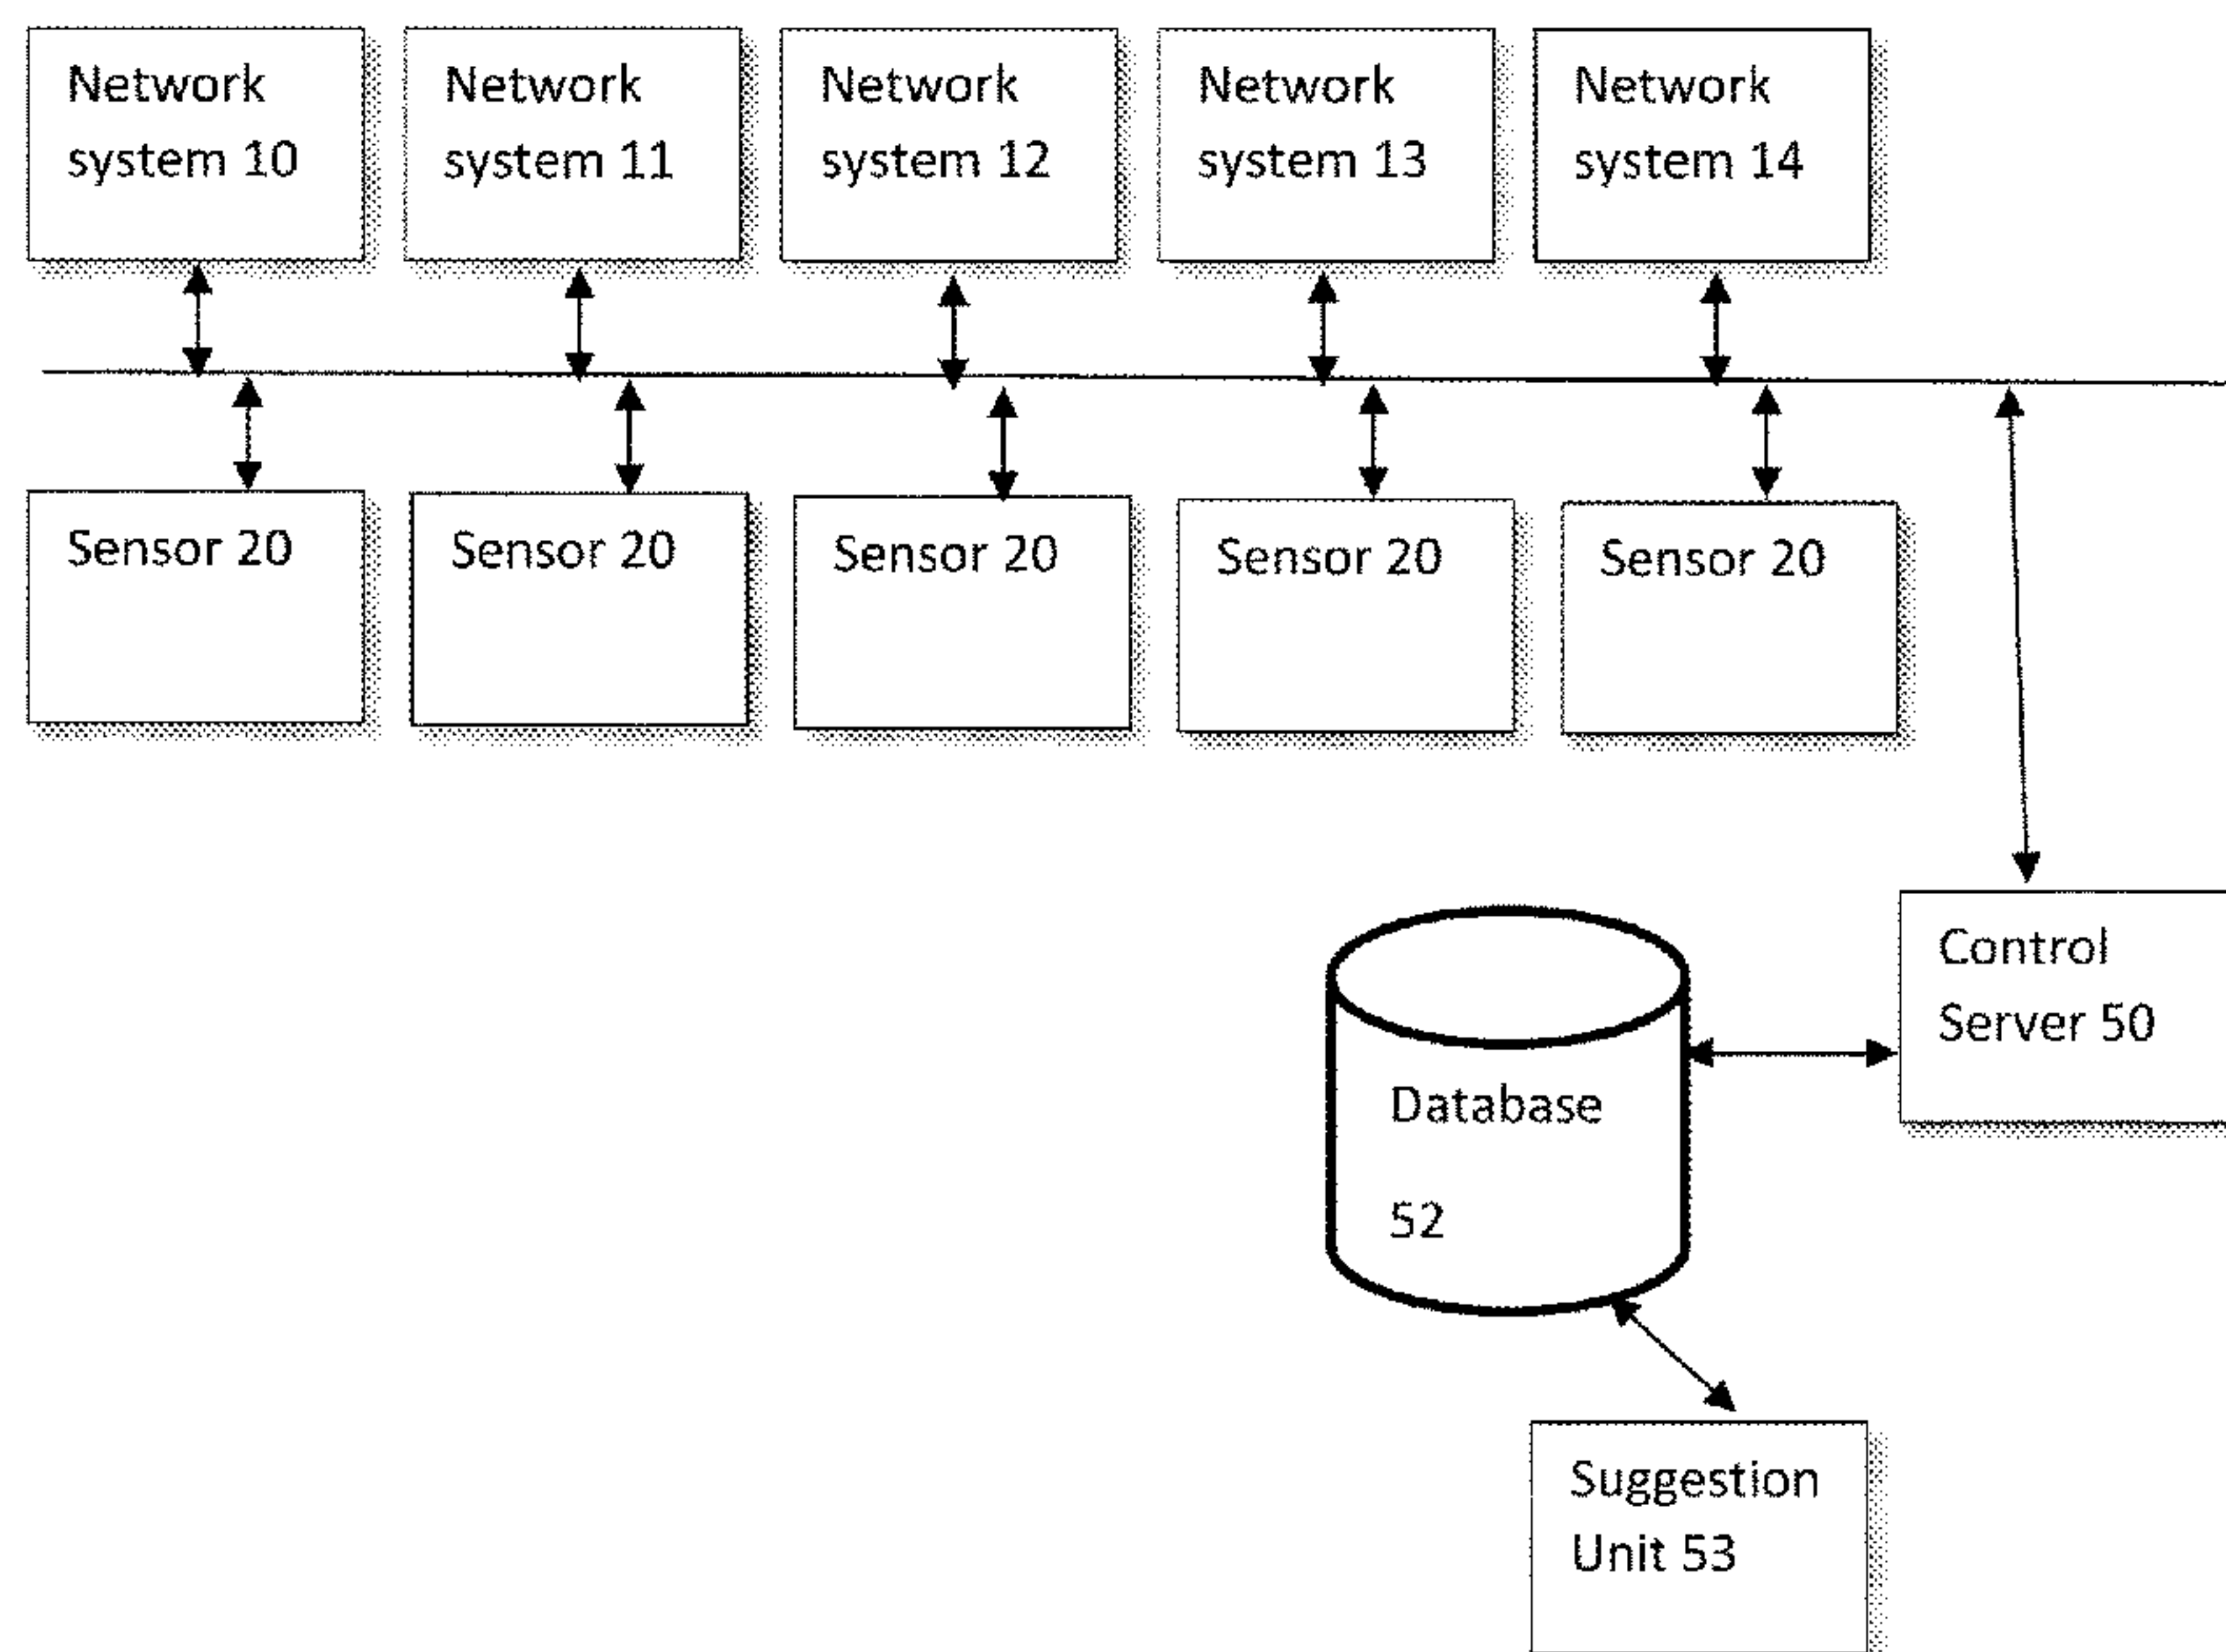 Network
system 10
Network
system 11
Network
system 12
Network
system 13
Network
system 14
Sensor 20
Sensor 20
Sensor 20
Sensor 20
Sensor 20
Control
Server 50
Database
52
Suggestion
Unit 53